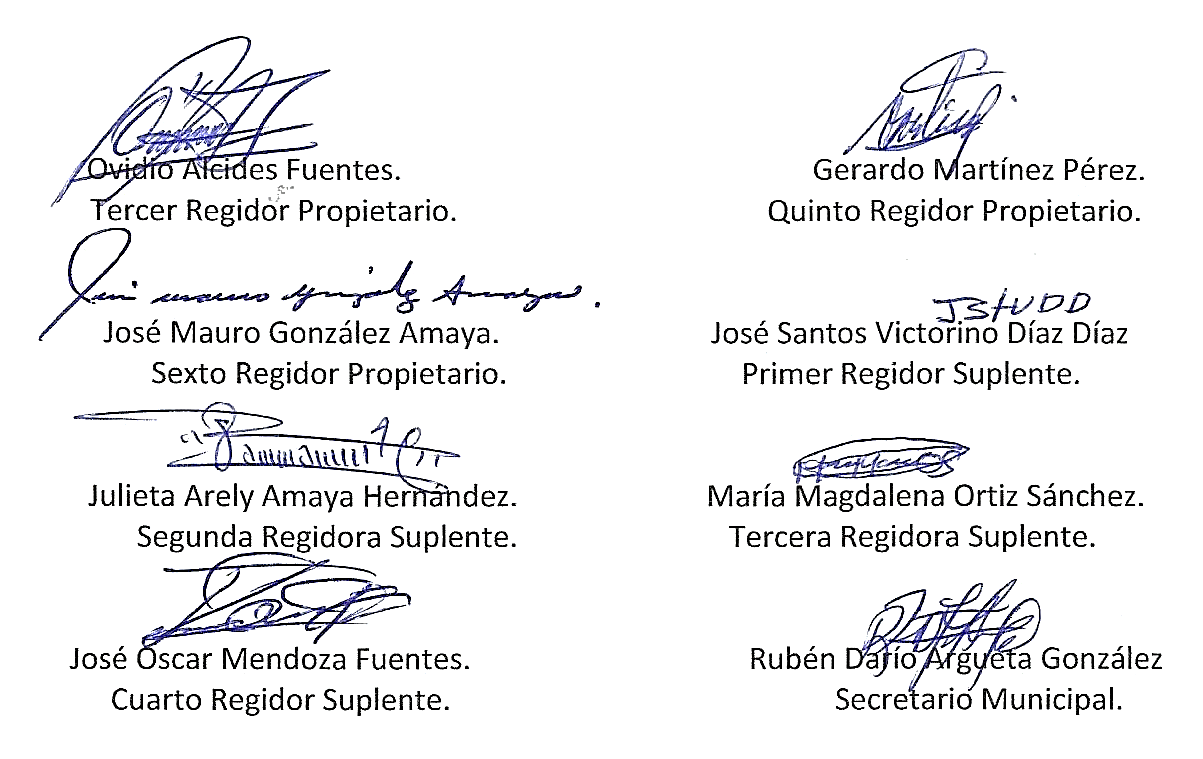 Ovidio Alcides Fuentes.
Tercer Regidor Propietario.
Gerardo Martínez Pérez.
Quinto Regidor Propietario.
José Mauro González Amaya.
Sexto Regidor Propietario.
JStVDD
José Santos Victorino Díaz Díaz
Primer Regidor Suplente.
Julieta Arely Amaya Hernández.
Segunda Regidora Suplente.
María Magdalena Ortiz Sánchez.
Tercera Regidora Suplente.
José Oscar Mendoza Fuentes.
Cuarto Regidor Suplente.
Rubén Darío Argueta González
Secretario Municipal.